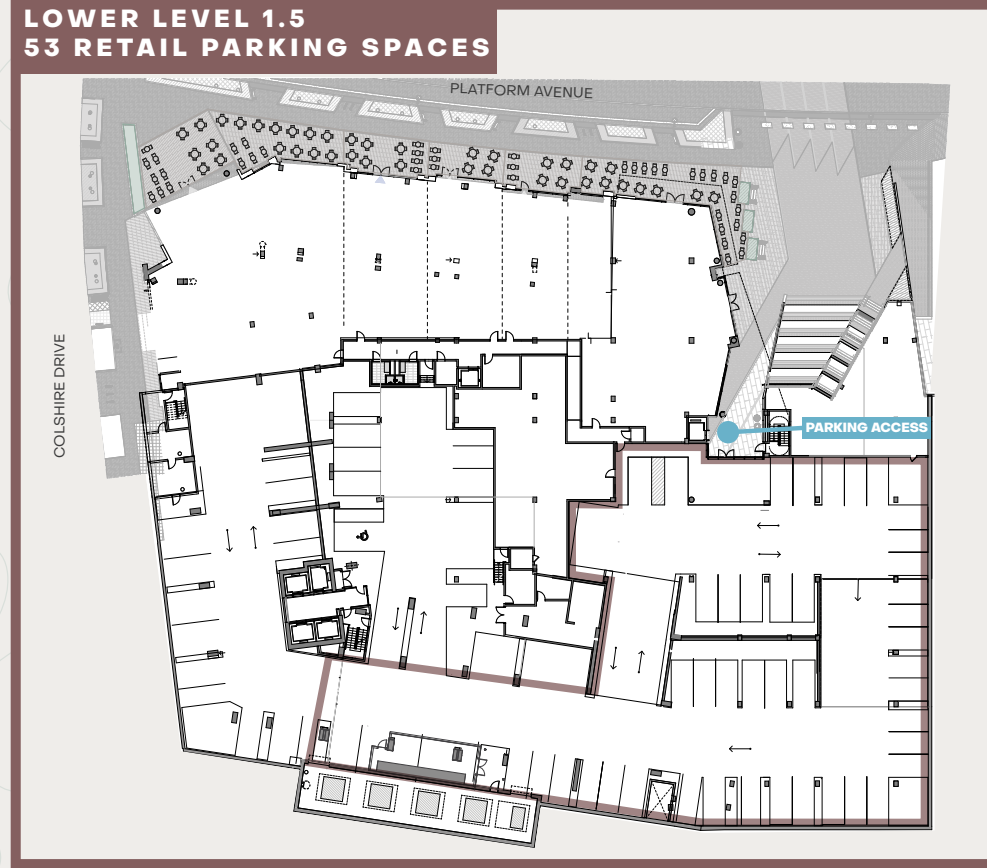 LOWER LEVEL 1.5
53 RETAIL PARKING SPACES
PLATFORM AVENUE
COLSHIRE DRIVE
PARKING ACCESS